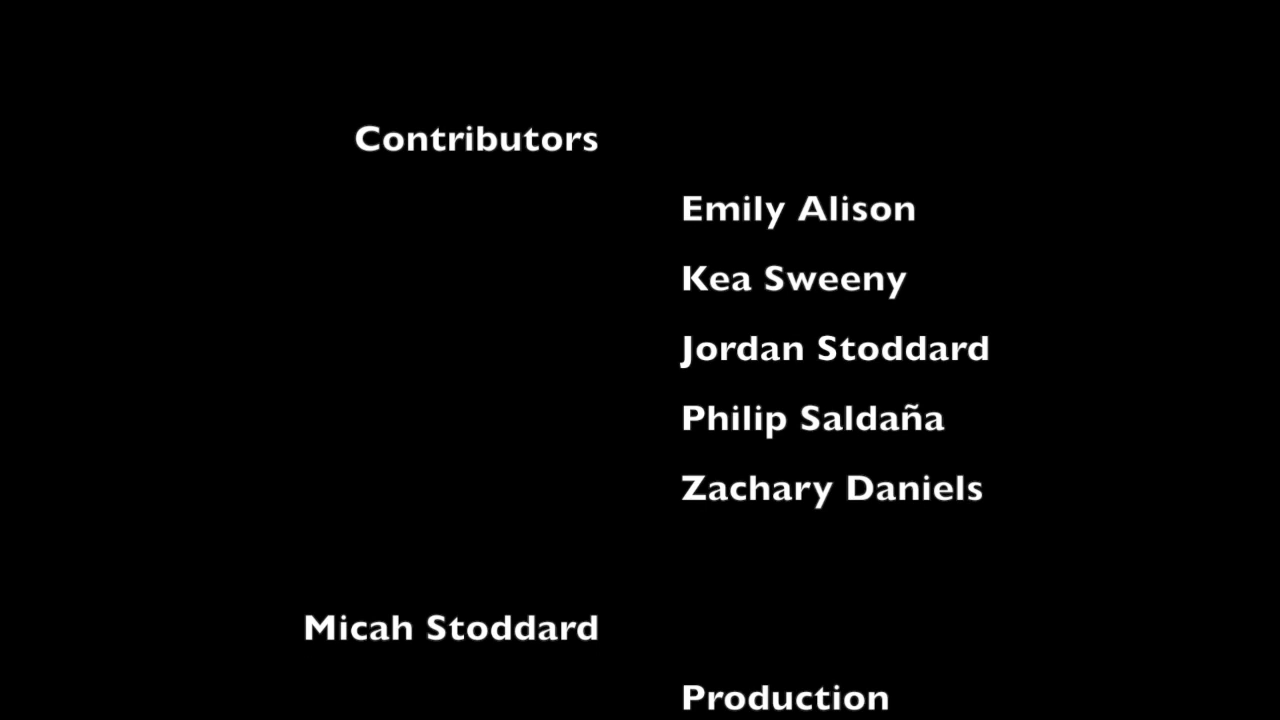 Contributors
Emily Alison
Kea Sweeny
Jordan Stoddard
Philip Saldaña
Zachary Daniels
Micah Stoddard
Production